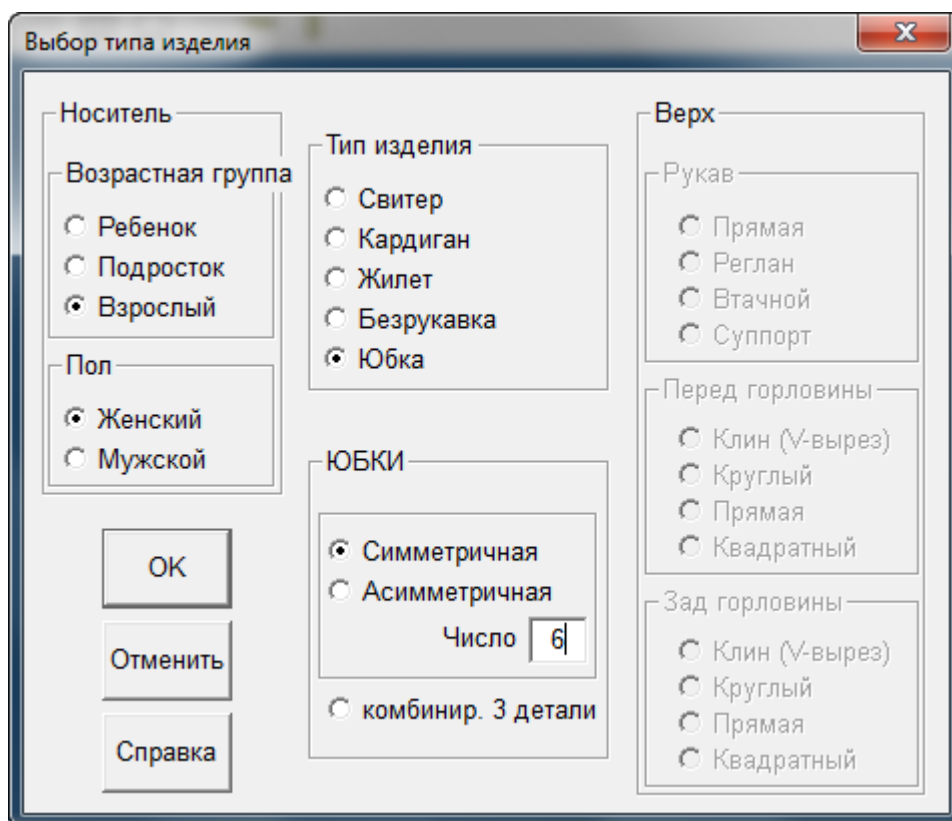 Выбор типа изделия
Носитель
Возрастная группа
Ребенок
Подросток
Взрослый
Пол
Женский
Мужской
OK
Отменить
Справка
Тип изделия
Свитер
Кардиган
Жилет
Безрукавка
Юбка
ЮБКИ
Симметричная
Асимметричная
Число 6
комбинир. 3 детали
Верх
Рукав
Прямая
Реглан
Втачной
Суппорт
Перед горловины
Клин (V-вырез)
Круглый
Прямая
Квадратный
Зад горловины
Клин (V-вырез)
Круглый
Прямая
Квадратный